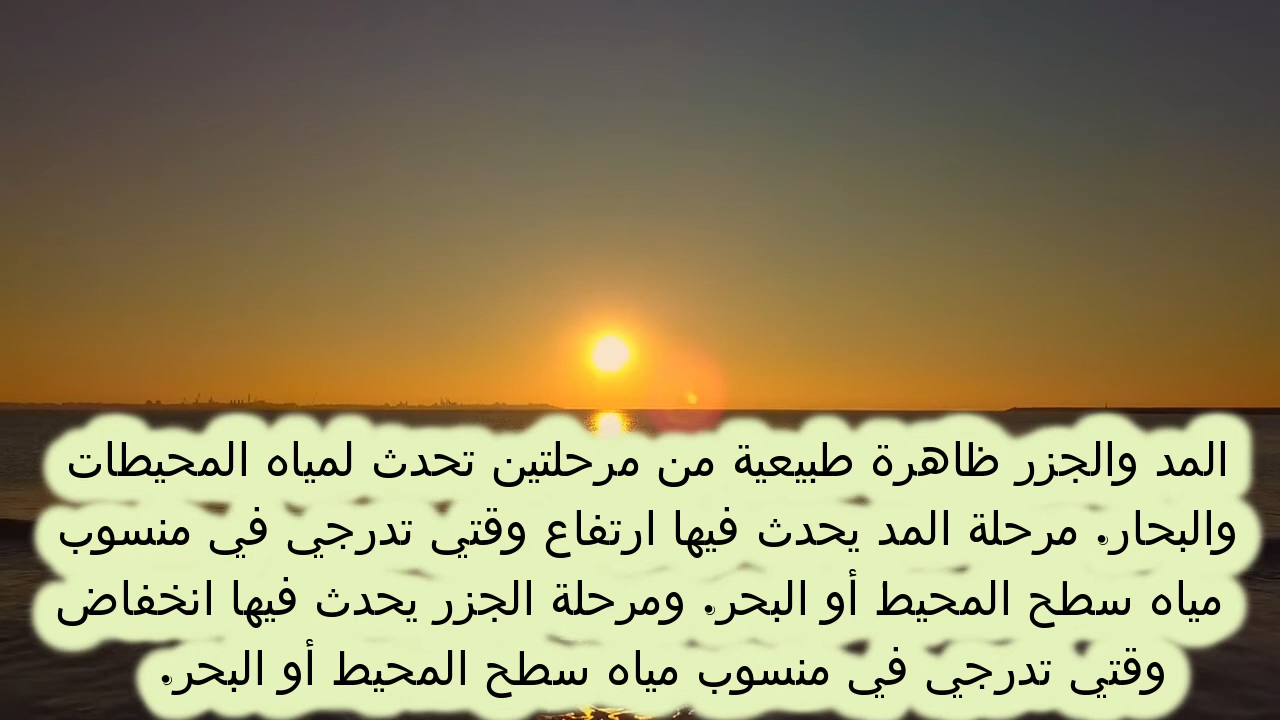 المد والجزر ظاهرة طبيعية من مرحلتين تحدث لمياه المحيطات
والبحار. مرحلة المد يحدث فيها ارتفاع وقتي تدرجي في منسوب
مياه سطح المحيط أو البحر. ومرحلة الجزر يحدث فيها انخفاض
وقتي تدرجي في منسوب مياه سطح المحيط أو البحر.